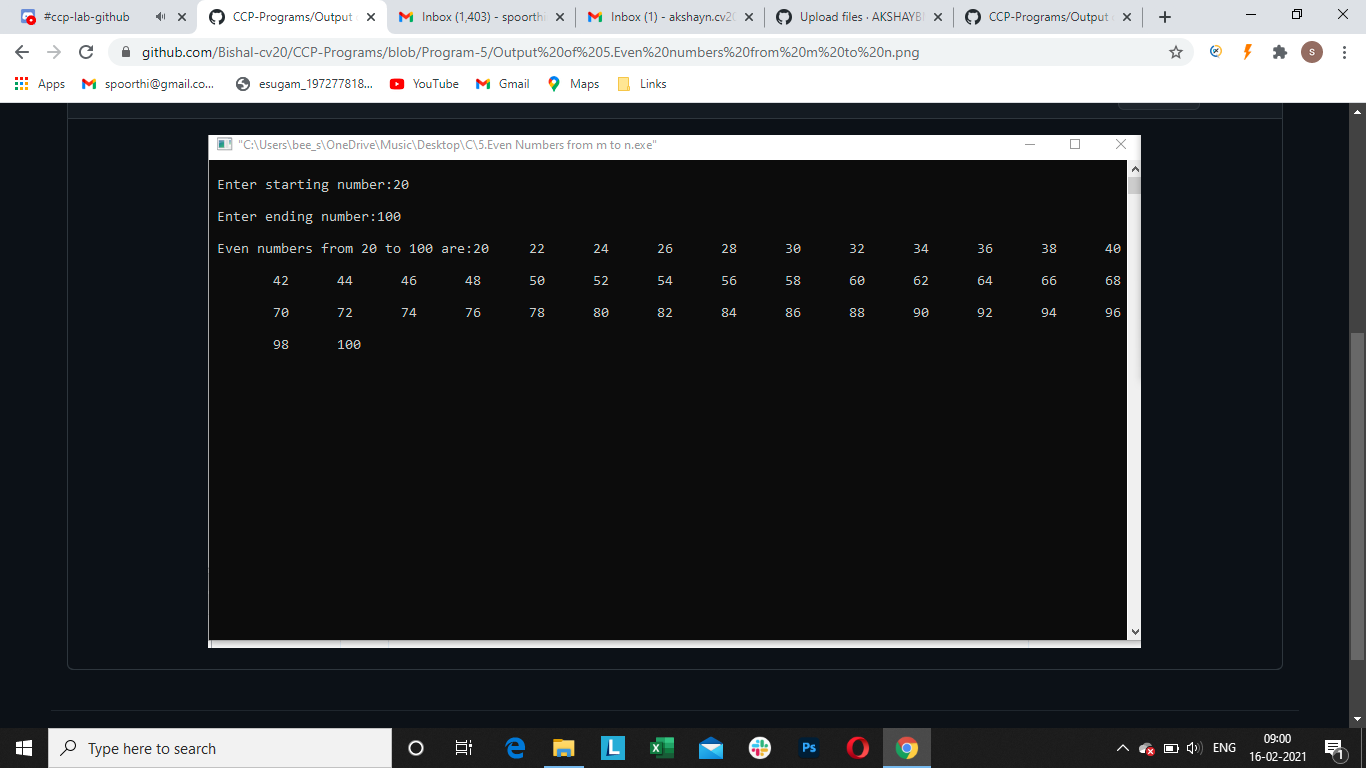 #ccp-lab-github
CCP-Programs/Output
Inbox (1,403) - spoorthi
Inbox (1) - akshayn.cv20
Upload files · AKSHAYB
CCP-Programs/Output
github.com/Bishal-cv20/CCP-Programs/blob/Program-5/Output%20of%205.Even%20numbers%20from%20m%20to%20n.png
S
Apps
spoorthi@gmail.co...
esugam_197277818...
YouTube
Gmail
Maps
Links
"C:\Users\bee_s\OneDrive\Music\Desktop\C\5.Even Numbers from m to n.exe"
Enter starting number:20
Enter ending number:100
Even numbers from 20 to 100 are:20 22 24 26 28 30 32 34 36 38 40
42 44 46 48 50 52 54 56 58 60 62 64 66 68
70 72 74 76 78 80 82 84 86 88 90 92 94 96
98 100
Type here to search
L
Ps
ENG
09:00
16-02-2021
1